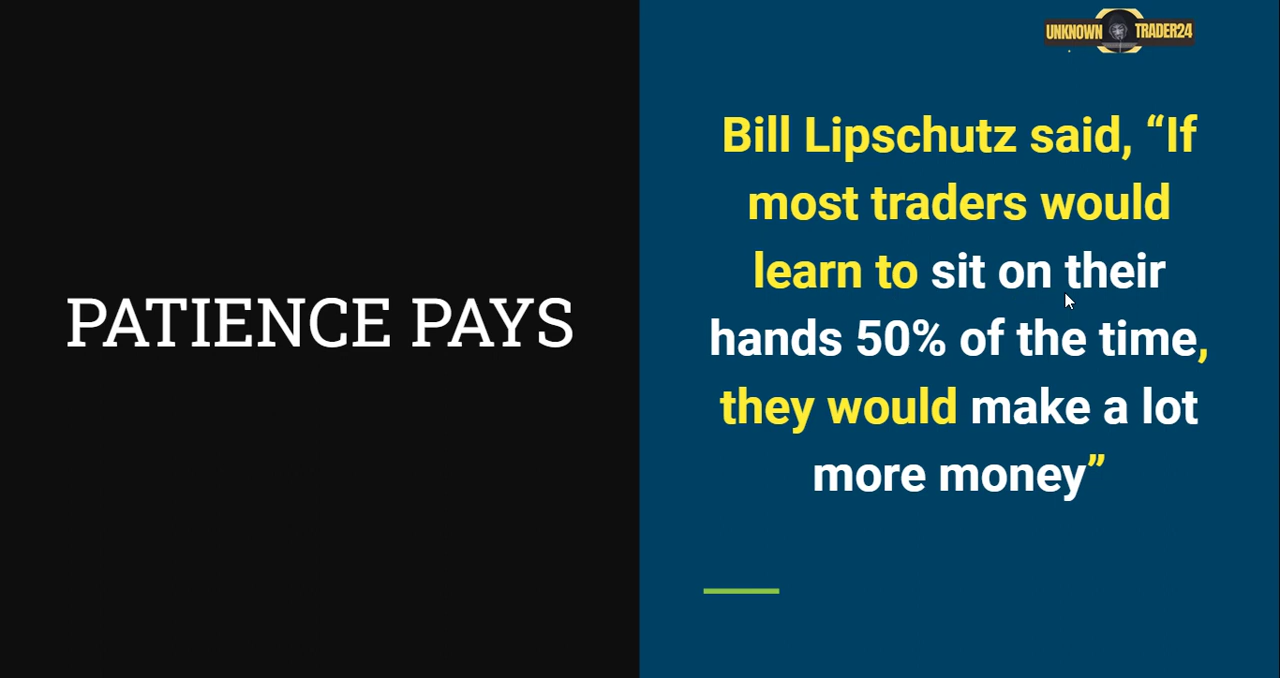 UNKNOWN TRADER24
PATIENCE PAYS
Bill Lipschutz said, “If
most traders would
learn to sit on their
hands 50% of the time,
they would make a lot
more money”